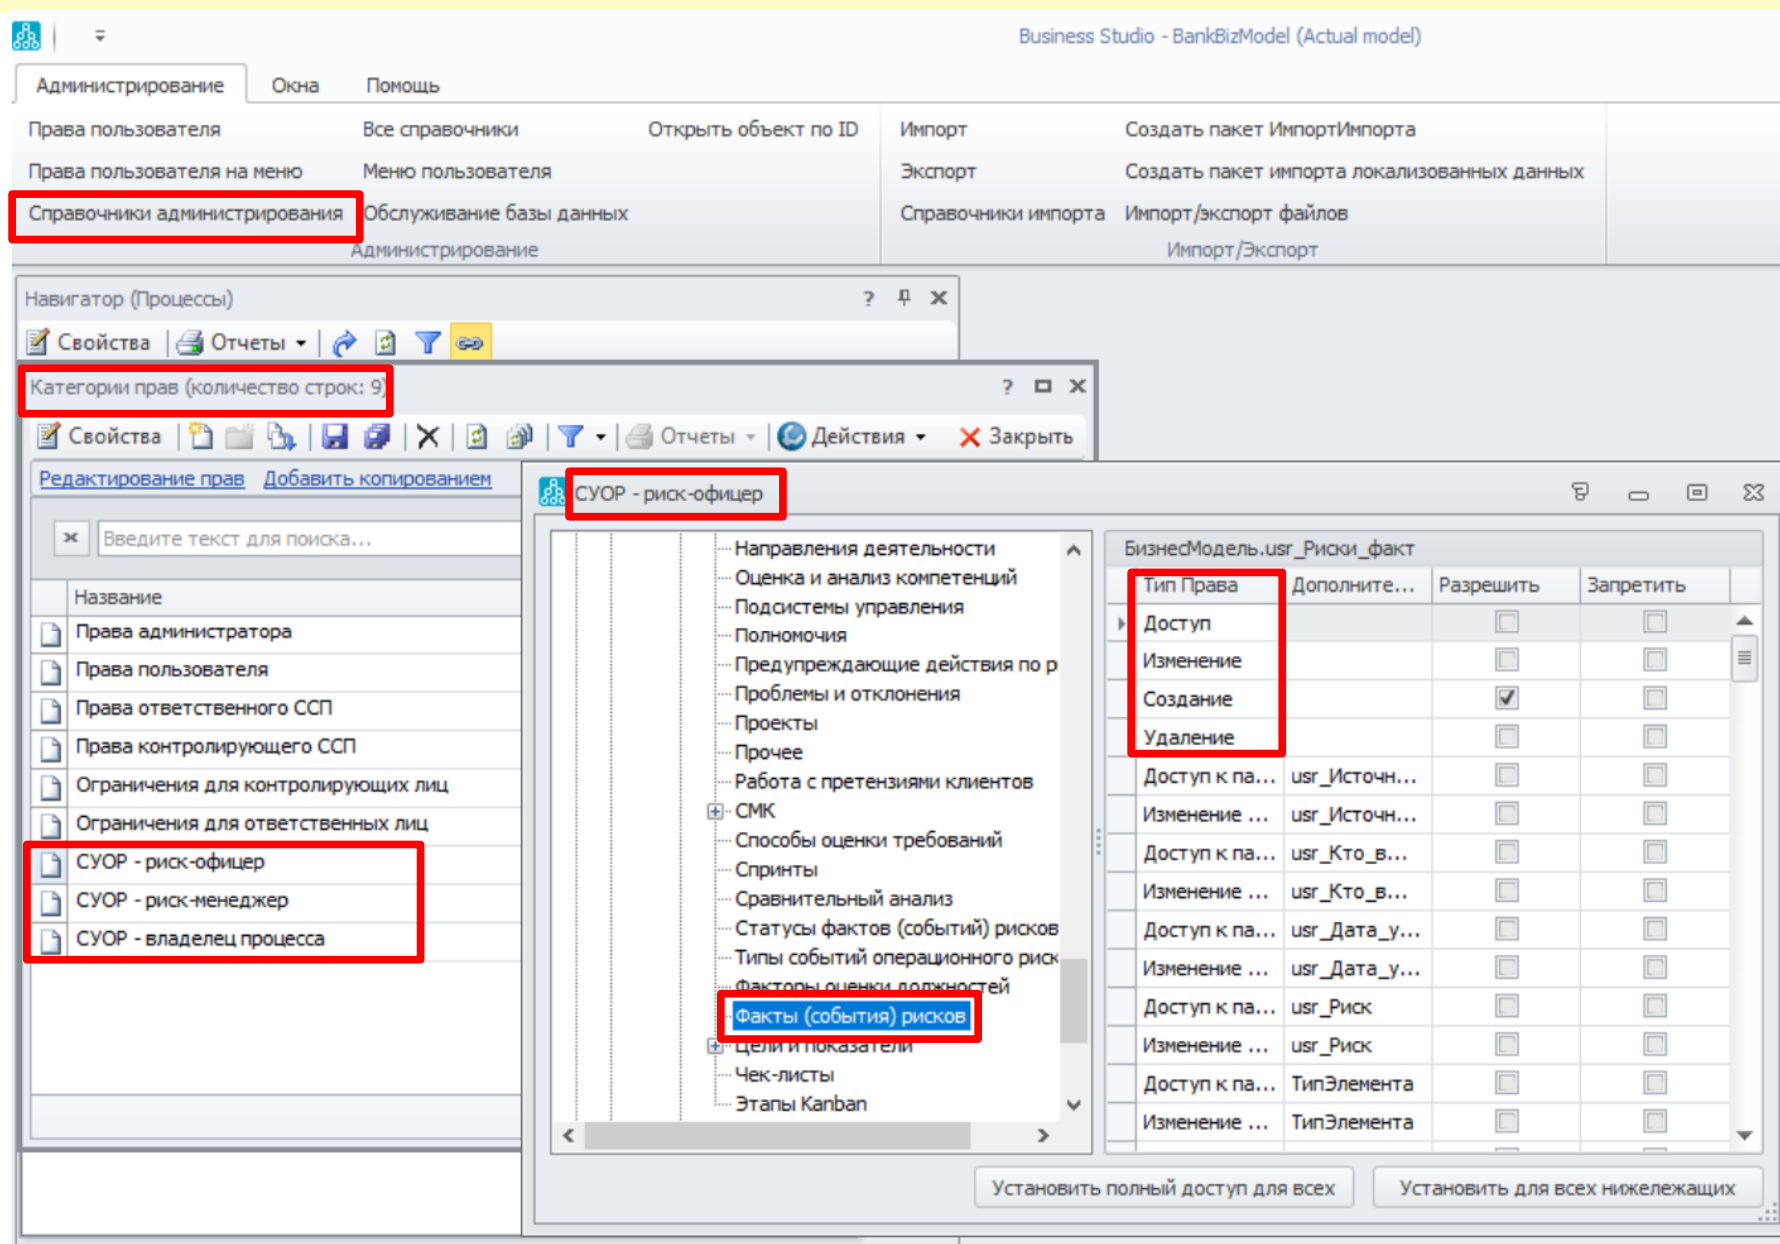 Business Studio - BankBizModel (Actual model)
Администрирование Окна Помощь
Права пользователя Все справочники Открыть объект по ID Импорт Создать пакет ИмпортИмпорта
Права пользователя на меню Меню пользователя Экспорт Создать пакет импорта локализованных данных
Справочники администрирования Обслуживание базы данных Справочники импорта Импорт/экспорт файлов
Администрирование Импорт/Экспорт
Навигатор (Процессы)
Свойства Отчеты
Категории прав (количество строк: 9)
Свойства Отчеты Действия Закрыть
Редактирование прав Добавить копированием
Введите текст для поиска...
Название
Права администратора
Права пользователя
Права ответственного ССП
Права контролирующего ССП
Ограничения для контролирующих лиц
Ограничения для ответственных лиц
СУОР - риск-офицер
СУОР - риск-менеджер
СУОР - владелец процесса
СУОР - риск-офицер
Направления деятельности
Оценка и анализ компетенций
Подсистемы управления
Полномочия
Предупреждающие действия по р
Проблемы и отклонения
Проекты
Прочее
Работа с претензиями клиентов
СМК
Способы оценки требований
Спринты
Сравнительный анализ
Статусы фактов (событий) рисков
Типы событий операционного риск
Факторы оценки должностей
Факты (события) рисков
Цели и показатели
Чек-листы
Этапы Kanban
БизнесМодель.usr_Риски_факт
Тип Права Дополните... Разрешить Запретить
Доступ
Изменение
Создание
Удаление
Доступ к па... usr_Источн...
Изменение ... usr_Источн...
Доступ к па... usr_Кто_в...
Изменение ... usr_Кто_в...
Доступ к па... usr_Дата_у...
Изменение ... usr_Дата_у...
Доступ к па... usr_Риск
Изменение ... usr_Риск
Доступ к па... ТипЭлемента
Изменение ... ТипЭлемента
Установить полный доступ для всех Установить для всех нижележащих